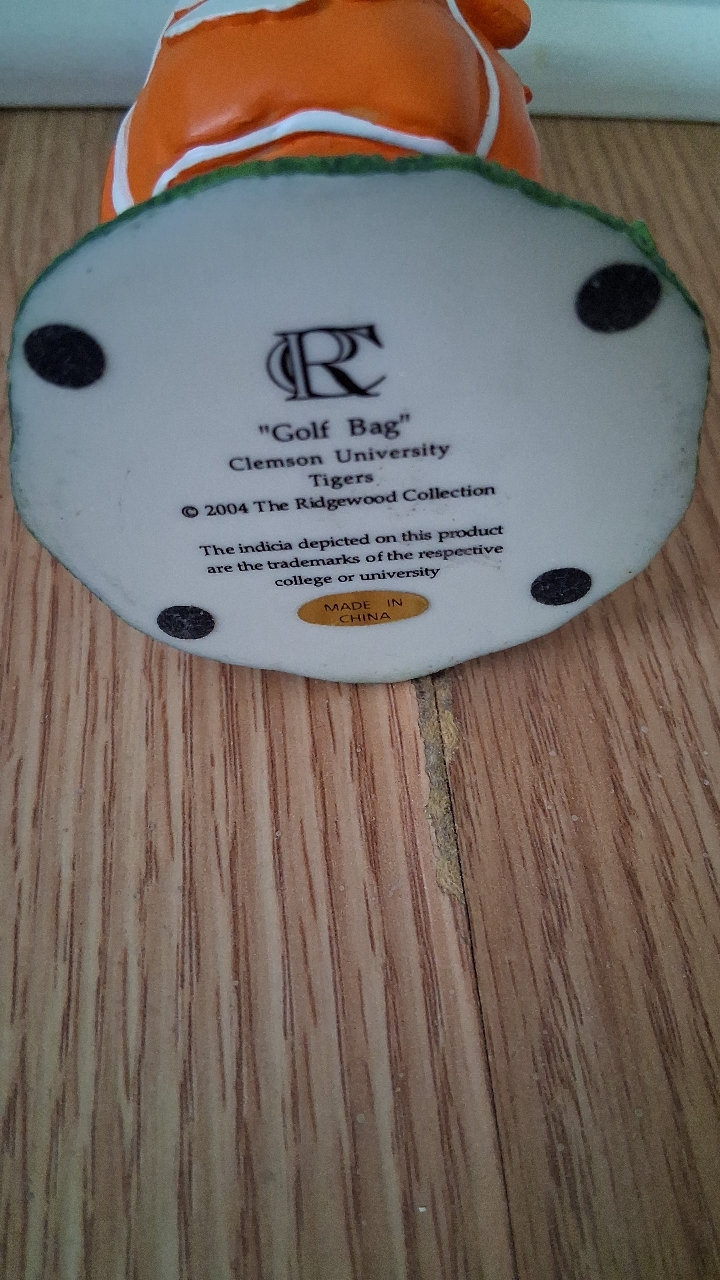 RC
"Golf Bag"
Clemson University
Tigers
© 2004 The Ridgewood Collection
The indicia depicted on this product
are the trademarks of the respective
college or university
MADE IN
CHINA